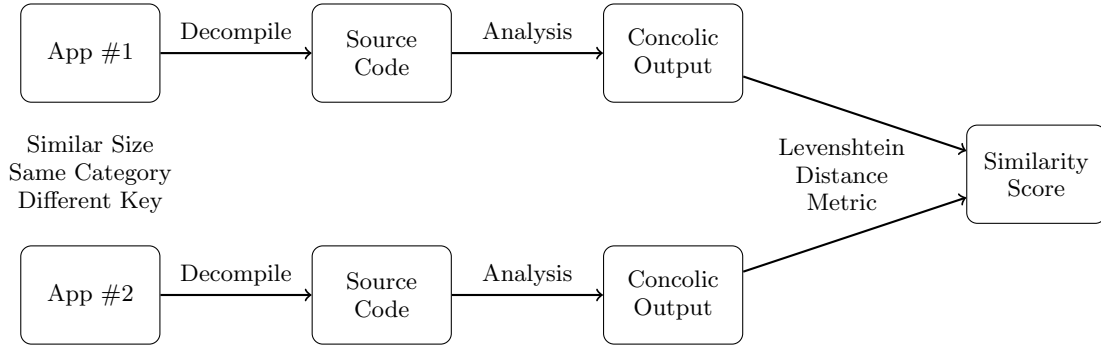 App #1
Decompile
Source
Code
Analysis
Concolic
Output
Similar Size
Same Category
Different Key
Levenshtein
Distance
Metric
Similarity
Score
App #2
Decompile
Source
Code
Analysis
Concolic
Output